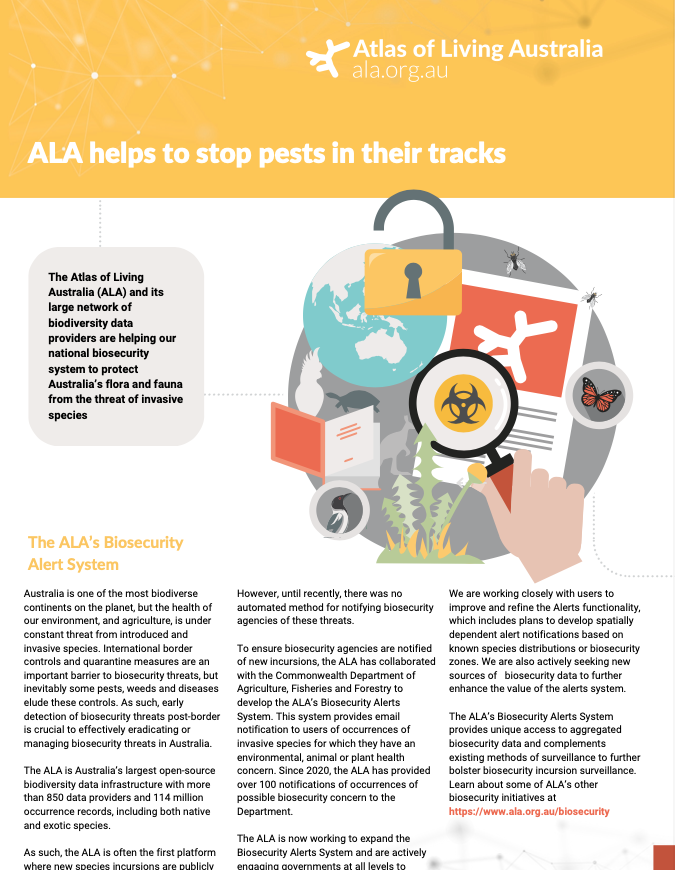 Atlas of Living Australia
ala.org.au
ALA helps to stop pests in their tracks
The Atlas of Living
Australia (ALA) and its
large network of
biodiversity data
providers are helping our
national biosecurity
system to protect
Australia's flora and fauna
from the threat of invasive
species
The ALA's Biosecurity
Alert System
Australia is one of the most biodiverse
continents on the planet, but the health of
our environment, and agriculture, is under
constant threat from introduced and
invasive species. International border
controls and quarantine measures are an
important barrier to biosecurity threats, but
inevitably some pests, weeds and diseases
elude these controls. As such, early
detection of biosecurity threats post-border
is crucial to effectively eradicating or
managing biosecurity threats in Australia.
The ALA is Australia's largest open-source
biodiversity data infrastructure with more
than 850 data providers and 114 million
occurrence records, including both native
and exotic species.
As such, the ALA is often the first platform
where new species incursions are publicly
However, until recently, there was no
automated method for notifying biosecurity
agencies of these threats.
To ensure biosecurity agencies are notified
of new incursions, the ALA has collaborated
with the Commonwealth Department of
Agriculture, Fisheries and Forestry to
develop the ALA's Biosecurity Alerts
System. This system provides email
notification to users of occurrences of
invasive species for which they have an
environmental, animal or plant health
concern. Since 2020, the ALA has provided
over 100 notifications of occurrences of
possible biosecurity concern to the
Department.
The ALA is now working to expand the
Biosecurity Alerts System and are actively
engaging governments at all levels to
We are working closely with users to
improve and refine the Alerts functionality,
which includes plans to develop spatially
dependent alert notifications based on
known species distributions or biosecurity
zones. We are also actively seeking new
sources of biosecurity data to further
enhance the value of the alerts system.
The ALA's Biosecurity Alerts System
provides unique access to aggregated
biosecurity data and complements
existing methods of surveillance to further
bolster biosecurity incursion surveillance.
Learn about some of ALA's other
biosecurity initiatives at
https://www.ala.org.au/biosecurity